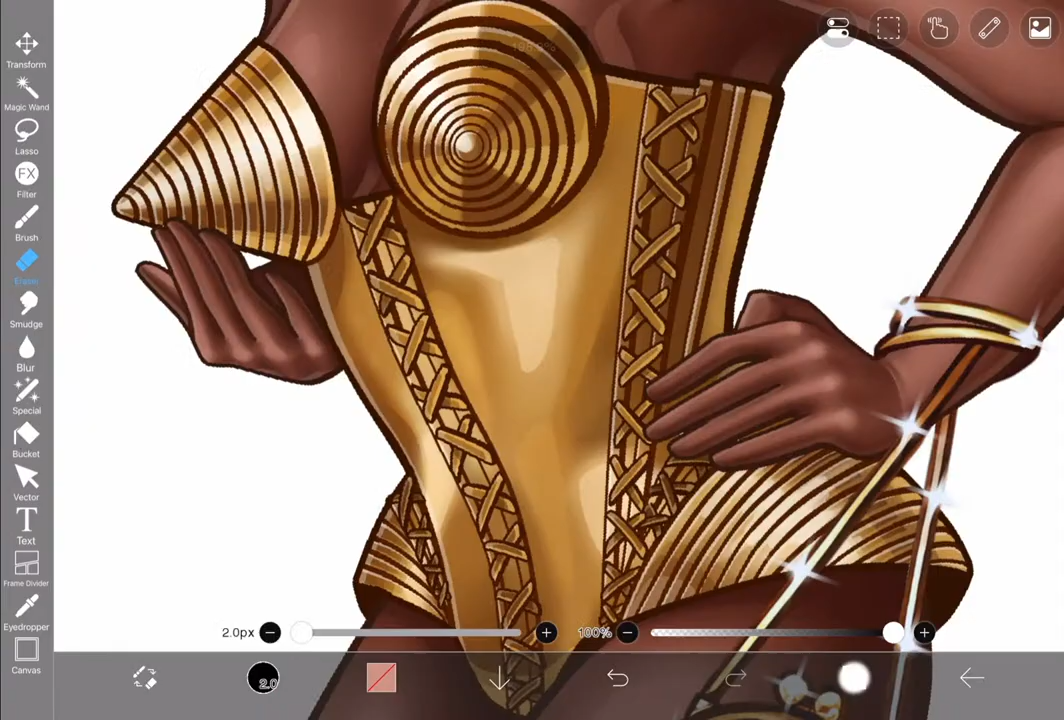 Transform
Magic Wand
Lasso
FX
Filter
Brush
Eraser
Smudge
Blur
Special
Bucket
Vector
T
Text
Frame Divider
Eyedropper
Canvas
2.0px
100%
2.0